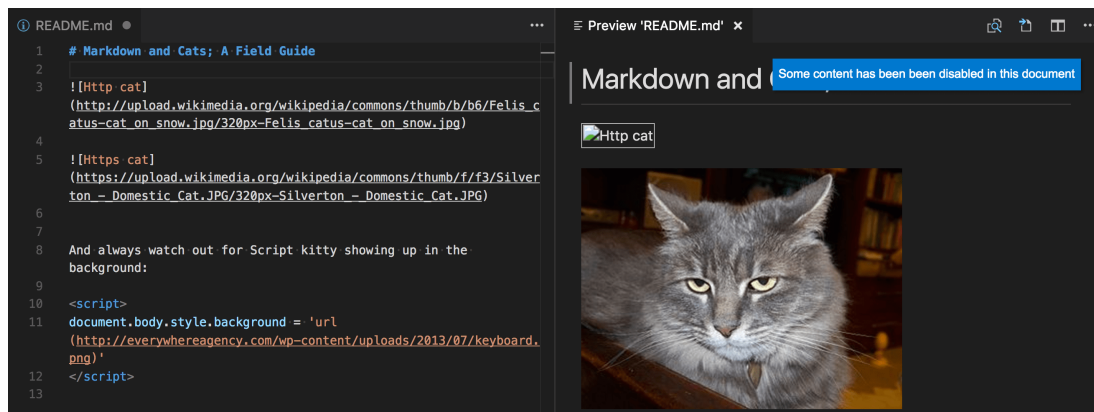 README.md
1 # Markdown and Cats; A Field Guide
2
3 ![Http cat]
(http://upload.wikimedia.org/wikipedia/commons/thumb/b/b6/Felis_c
atus-cat_on_snow.jpg/320px-Felis_catus-cat_on_snow.jpg)
4
5 ![Https cat]
(https://upload.wikimedia.org/wikipedia/commons/thumb/f/f3/Silver
ton_-_Domestic_Cat.JPG/320px-Silverton_-_Domestic_Cat.JPG)
6
7
8 And always watch out for Script kitty showing up in the
background:
9
10 <script>
11 document.body.style.background = 'url
(http://everywhereagency.com/wp-content/uploads/2013/07/keyboard.
png)'
12 </script>
13
Preview 'README.md'
Some content has been been disabled in this document
Markdown and
Http cat